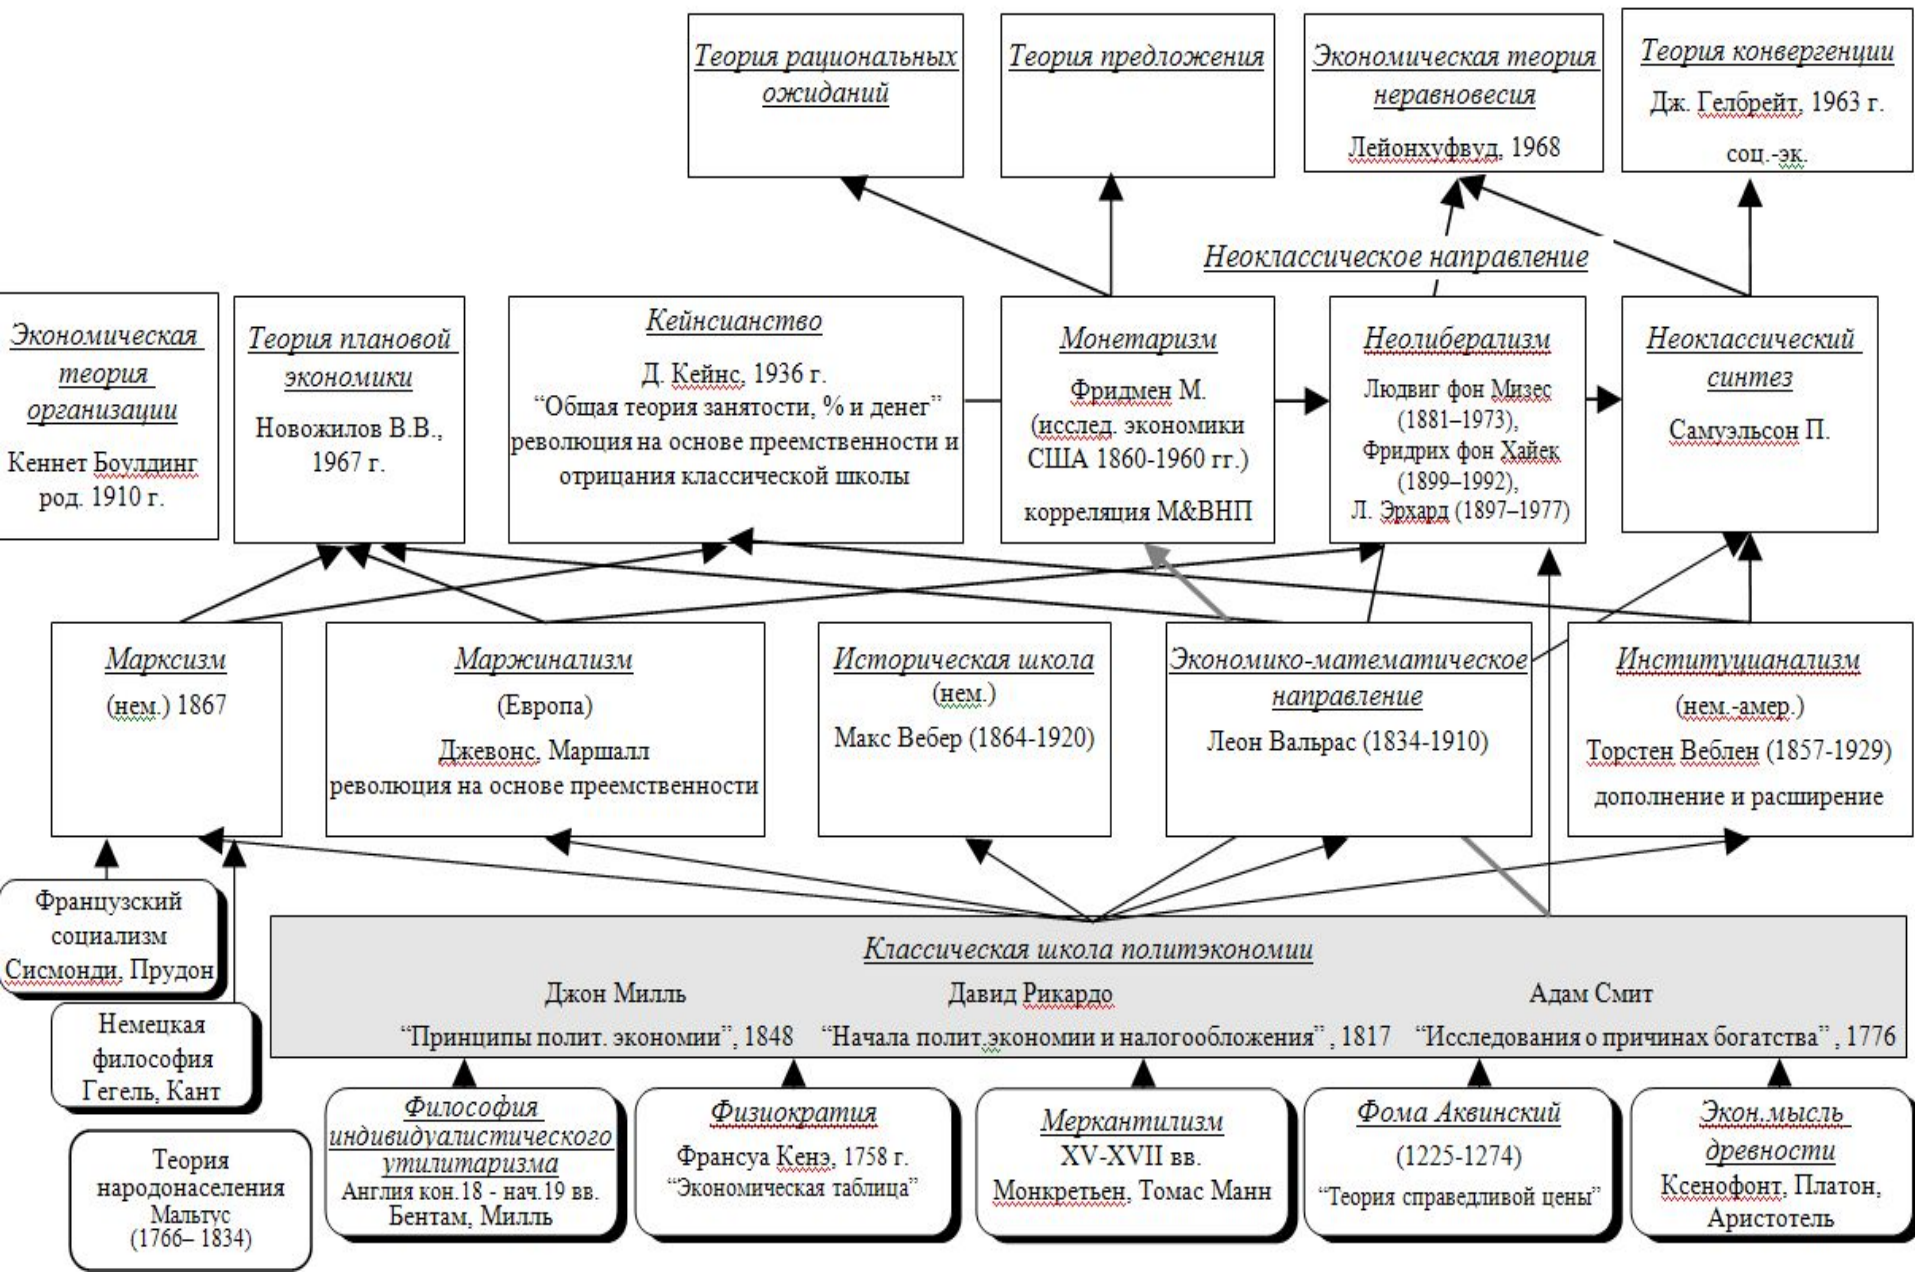 Теория рациональных
ожиданий
Теория предложения
Экономическая теория
неравновесия
Лейонхуфвуд, 1968
Теория конвергенции
Дж. Гелбрейт, 1963 г.
соц.-эк.
Неоклассическое направление
Экономическая
теория
организации
Кеннет Боулдинг
род. 1910 г.
Теория плановой
экономики
Новожилов В.В.,
1967 г.
Кейнсианство
Д. Кейнс, 1936 г.
“Общая теория занятости, % и денег”
революция на основе преемственности и
отрицания классической школы
Монетаризм
Фридмен М.
(исслед. экономики
США 1860-1960 гг.)
корреляция М&ВНП
Неолиберализм
Людвиг фон Мизес
(1881–1973),
Фридрих фон Хайек
(1899–1992),
Л. Эрхард (1897–1977)
Неоклассический
синтез
Самуэльсон П.
Марксизм
(нем.) 1867
Маржинализм
(Европа)
Джевонс, Маршалл
революция на основе преемственности
Историческая школа
(нем.)
Макс Вебер (1864-1920)
Экономико-математическое
направление
Леон Вальрас (1834-1910)
Институцианализм
(нем.-амер.)
Торстен Веблен (1857-1929)
дополнение и расширение
Французский
социализм
Сисмонди, Прудон
Немецкая
философия
Гегель, Кант
Теория
народонаселения
Мальтус
(1766– 1834)
Классическая школа политэкономии
Джон Милль
Давид Рикардо
Адам Смит
“Принципы полит. экономии”, 1848
“Начала полит.экономии и налогообложения”, 1817
“Исследования о причинах богатства”, 1776
Философия
индивидуалистического
утилитаризма
Англия кон.18 - нач.19 вв.
Бентам, Милль
Физиократия
Франсуа Кенэ, 1758 г.
“Экономическая таблица”
Меркантилизм
XV-XVII вв.
Монкретьен, Томас Манн
Фома Аквинский
(1225-1274)
“Теория справедливой цены”
Экон.мысль
древности
Ксенофонт, Платон,
Аристотель